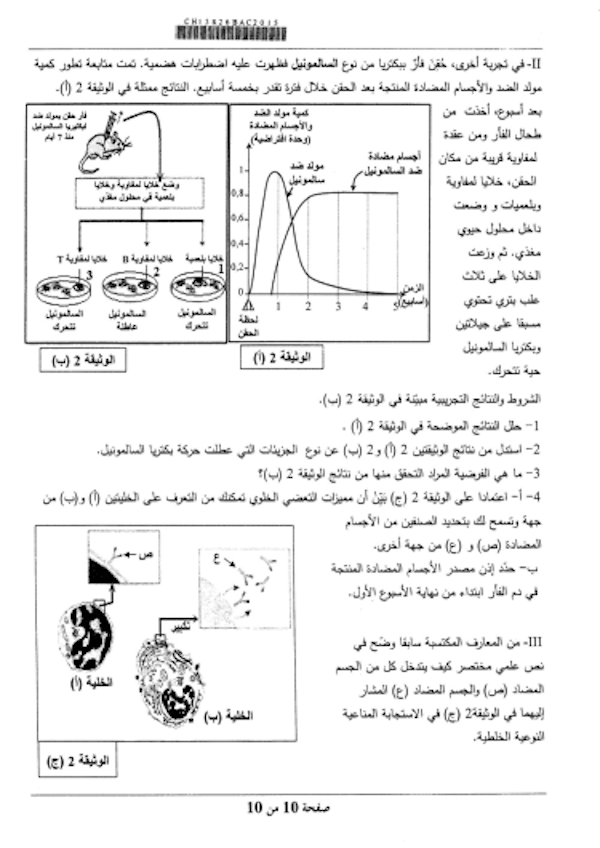 CH13R26BAC2015
II- في تجربة أخرى، حُقِنَ فأرٌ ببكتريا من نوع السالمونيل فظهرت عليه اضطرابات هضمية. تمت متابعة تطور كمية
مولد الضد والأجسام المضادة المنتجة بعد الحقن خلال فترة تقدر بخمسة أسابيع. النتائج ممثلة في الوثيقة 2 (أ).
بعد أسبوع، أخذت من
طحال الفأر ومن عقدة
لمفاوية قريبة من مكان
الحقن، خلايا لمفاوية
وبلعميات و وضعت
داخل محلول حيوي
مغذي. ثم وزعت
الخلايا على ثلاث
علب بتري تحتوي
مسبقا على جيلاتين
وبكتريا السالمونيل
حية تتحرك.
كمية مولد الضد
والأجسام المضادة
(وحدة افتراضية)
أجسام مضادة
ضد السالمونيل
مولد ضد
سالمونيل
1
0,8
0,6
0,4
0,2
0
1 2 3 4 5
الزمن
(أسابيع)
لحظة
الحقن
الوثيقة 2 (أ)
فأر حقن بمولد ضد
لبكتيريا السالمونيل
منذ 7 أيام
وضع خلايا لمفاوية وخلايا
بلعمية في محلول مغذي
خلايا بلعمية
خلايا لمفاوية B
خلايا لمفاوية T
1
2
3
السالمونيل
تتحرك
السالمونيل
عاطلة
السالمونيل
تتحرك
الوثيقة 2 (ب)
الشروط والنتائج التجريبية مبيّنة في الوثيقة 2 (ب).
1- حلل النتائج الموضحة في الوثيقة 2 (أ) .
2- استدل من نتائج الوثيقتين 2 (أ) و2 (ب) عن نوع الجزيئات التي عطلت حركة بكتريا السالمونيل.
3- ما هي الفرضية المراد التحقق منها من نتائج الوثيقة 2 (ب)؟
4- أ- اعتمادا على الوثيقة 2 (ج) بَيّنْ أن مميزات التعضي الخلوي تمكنك من التعرف على الخليتين (أ) و(ب) من
جهة وتسمح لك بتحديد الصنفين من الأجسام
المضادة (ص) و (ع) من جهة أخرى.
ب- حدّد إذن مصدر الأجسام المضادة المنتجة
في دم الفأر ابتداء من نهاية الأسبوع الأول.
III- من المعارف المكتسبة سابقا وضّح في
نص علمي مختصر كيف يتدخل كل من الجسم
المضاد (ص) والجسم المضاد (ع) المشار
إليهما في الوثيقة2 (ج) في الاستجابة المناعية
النوعية الخلطية.
ص
ع
تكبير
الخلية (أ)
الخلية (ب)
الوثيقة 2 (ج)
صفحة 10 من 10